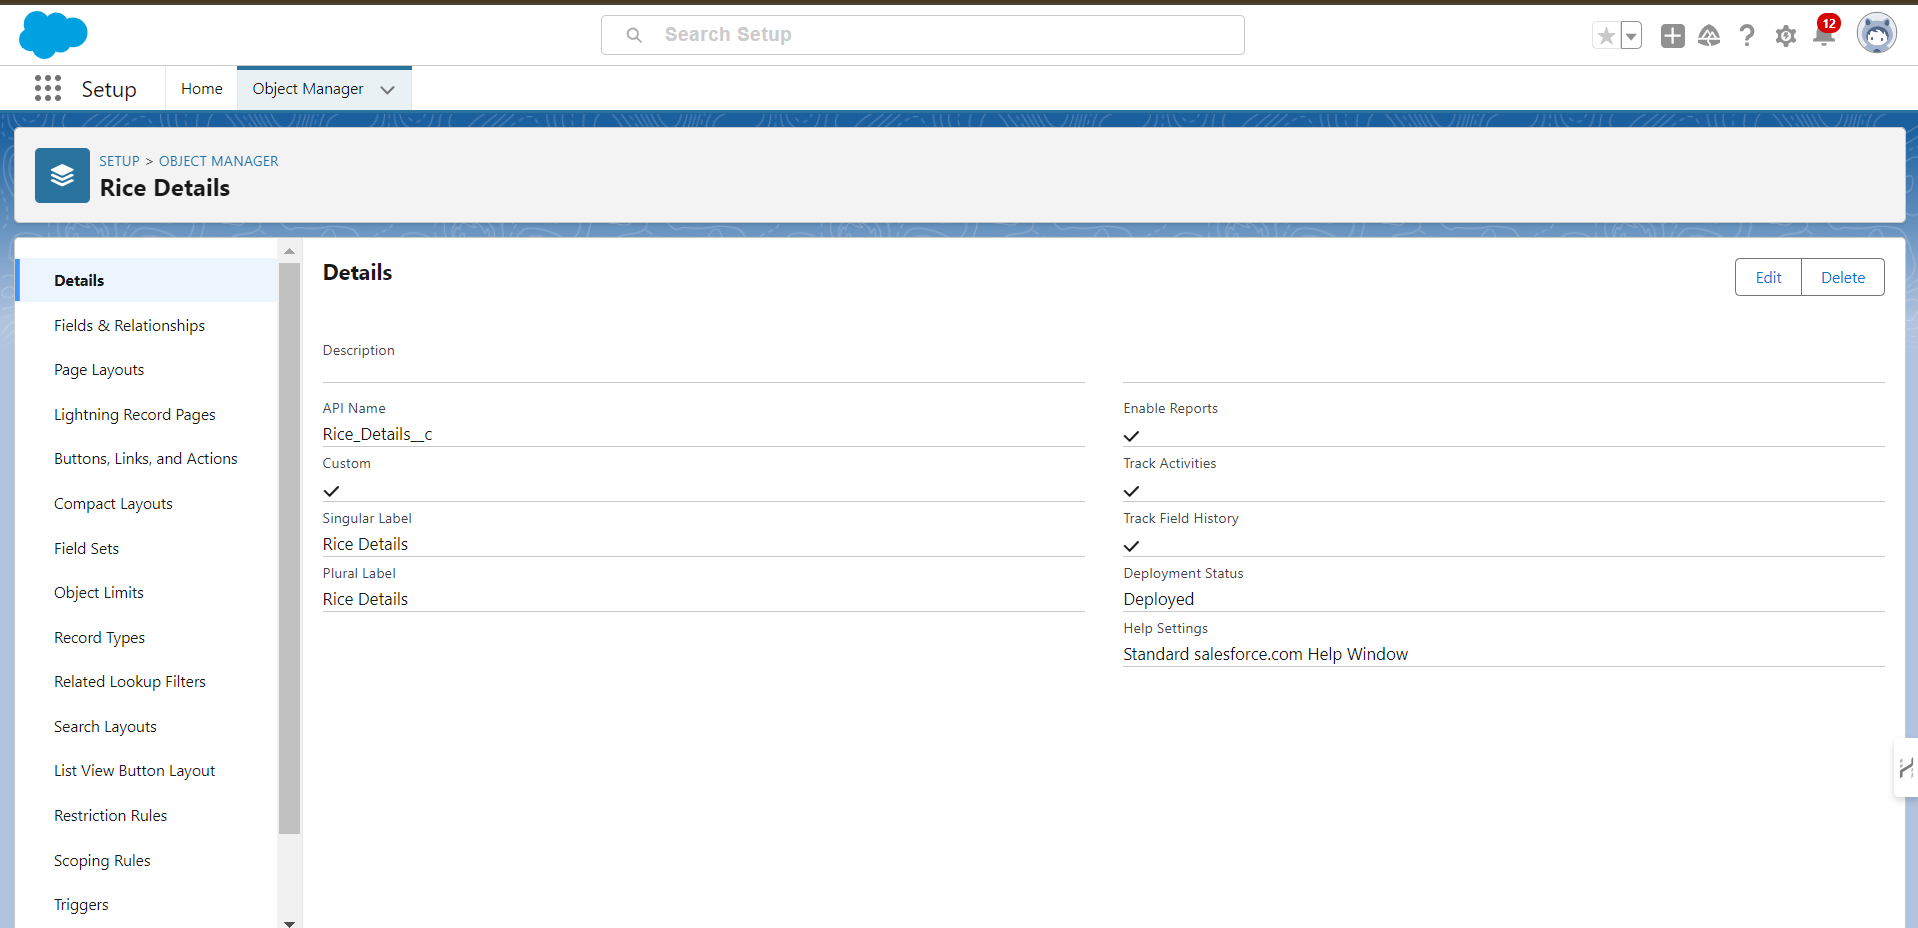 Search Setup
12
Setup
Home
Object Manager
SETUP > OBJECT MANAGER
Rice Details
Details
Fields & Relationships
Page Layouts
Lightning Record Pages
Buttons, Links, and Actions
Compact Layouts
Field Sets
Object Limits
Record Types
Related Lookup Filters
Search Layouts
List View Button Layout
Restriction Rules
Scoping Rules
Triggers
Details
Edit
Delete
Description
API Name
Rice_Details__c
Custom
Singular Label
Rice Details
Plural Label
Rice Details
Enable Reports
Track Activities
Track Field History
Deployment Status
Deployed
Help Settings
Standard salesforce.com Help Window